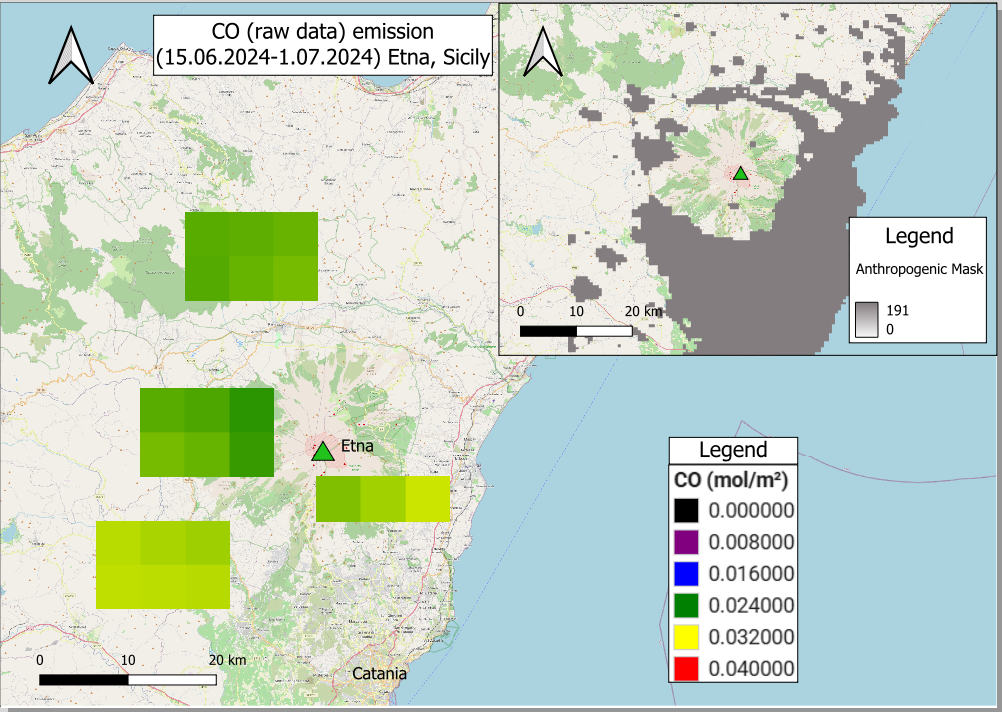 CO (raw data) emission
(15.06.2024-1.07.2024) Etna, Sicily
Legend
Anthropogenic Mask
191
0
0 10 20 km
Etna
Legend
CO (mol/m²)
0.000000
0.008000
0.016000
0.024000
0.032000
0.040000
0 10 20 km
Catania